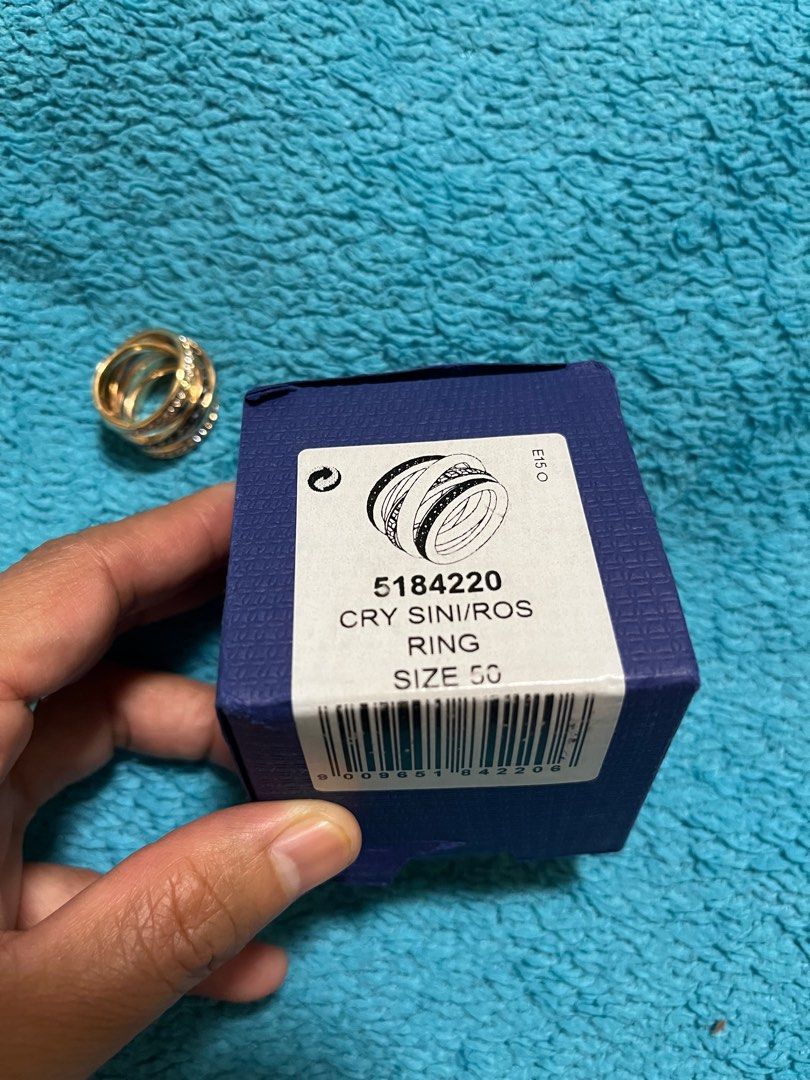 E15 O
5184220
CRY SINI/ROS
RING
SIZE 50
9 009651 842206